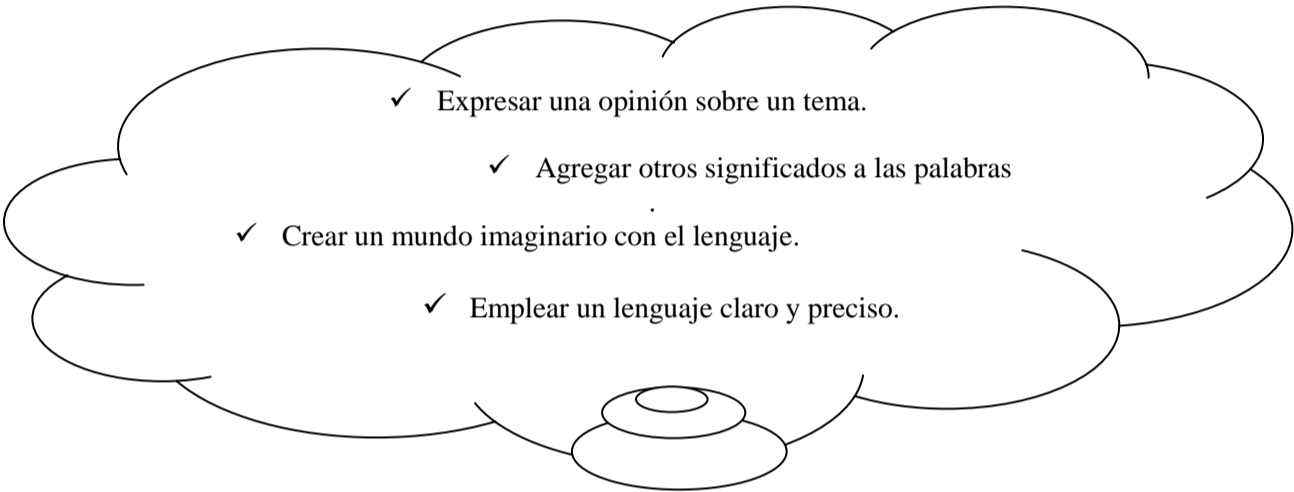 ✓ Expresar una opinión sobre un tema.
✓ Agregar otros significados a las palabras
.
✓ Crear un mundo imaginario con el lenguaje.
✓ Emplear un lenguaje claro y preciso.